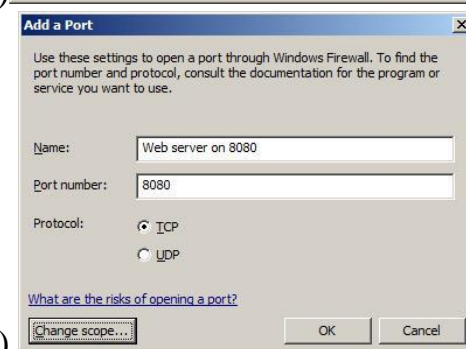 )
Add a Port
Use these settings to open a port through Windows Firewall. To find the
port number and protocol, consult the documentation for the program or
service you want to use.
Name: Web server on 8080
Port number: 8080
Protocol: TCP
UDP
What are the risks of opening a port?
Change scope... OK Cancel
)